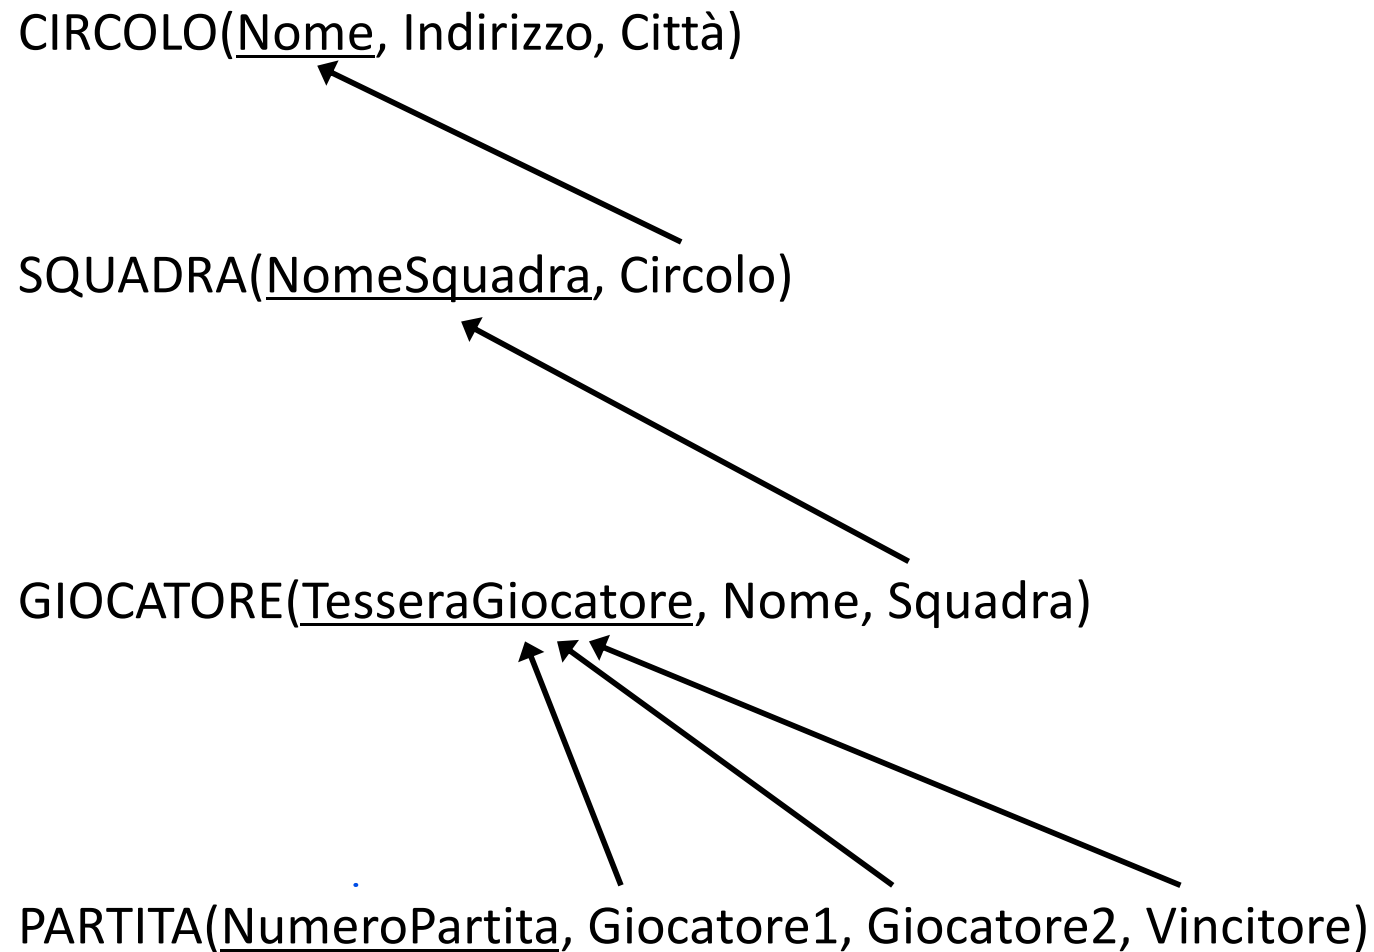 CIRCOLO(Nome, Indirizzo, Città)
SQUADRA(NomeSquadra, Circolo)
GIOCATORE(TesseraGiocatore, Nome, Squadra)
PARTITA(NumeroPartita, Giocatore1, Giocatore2, Vincitore)